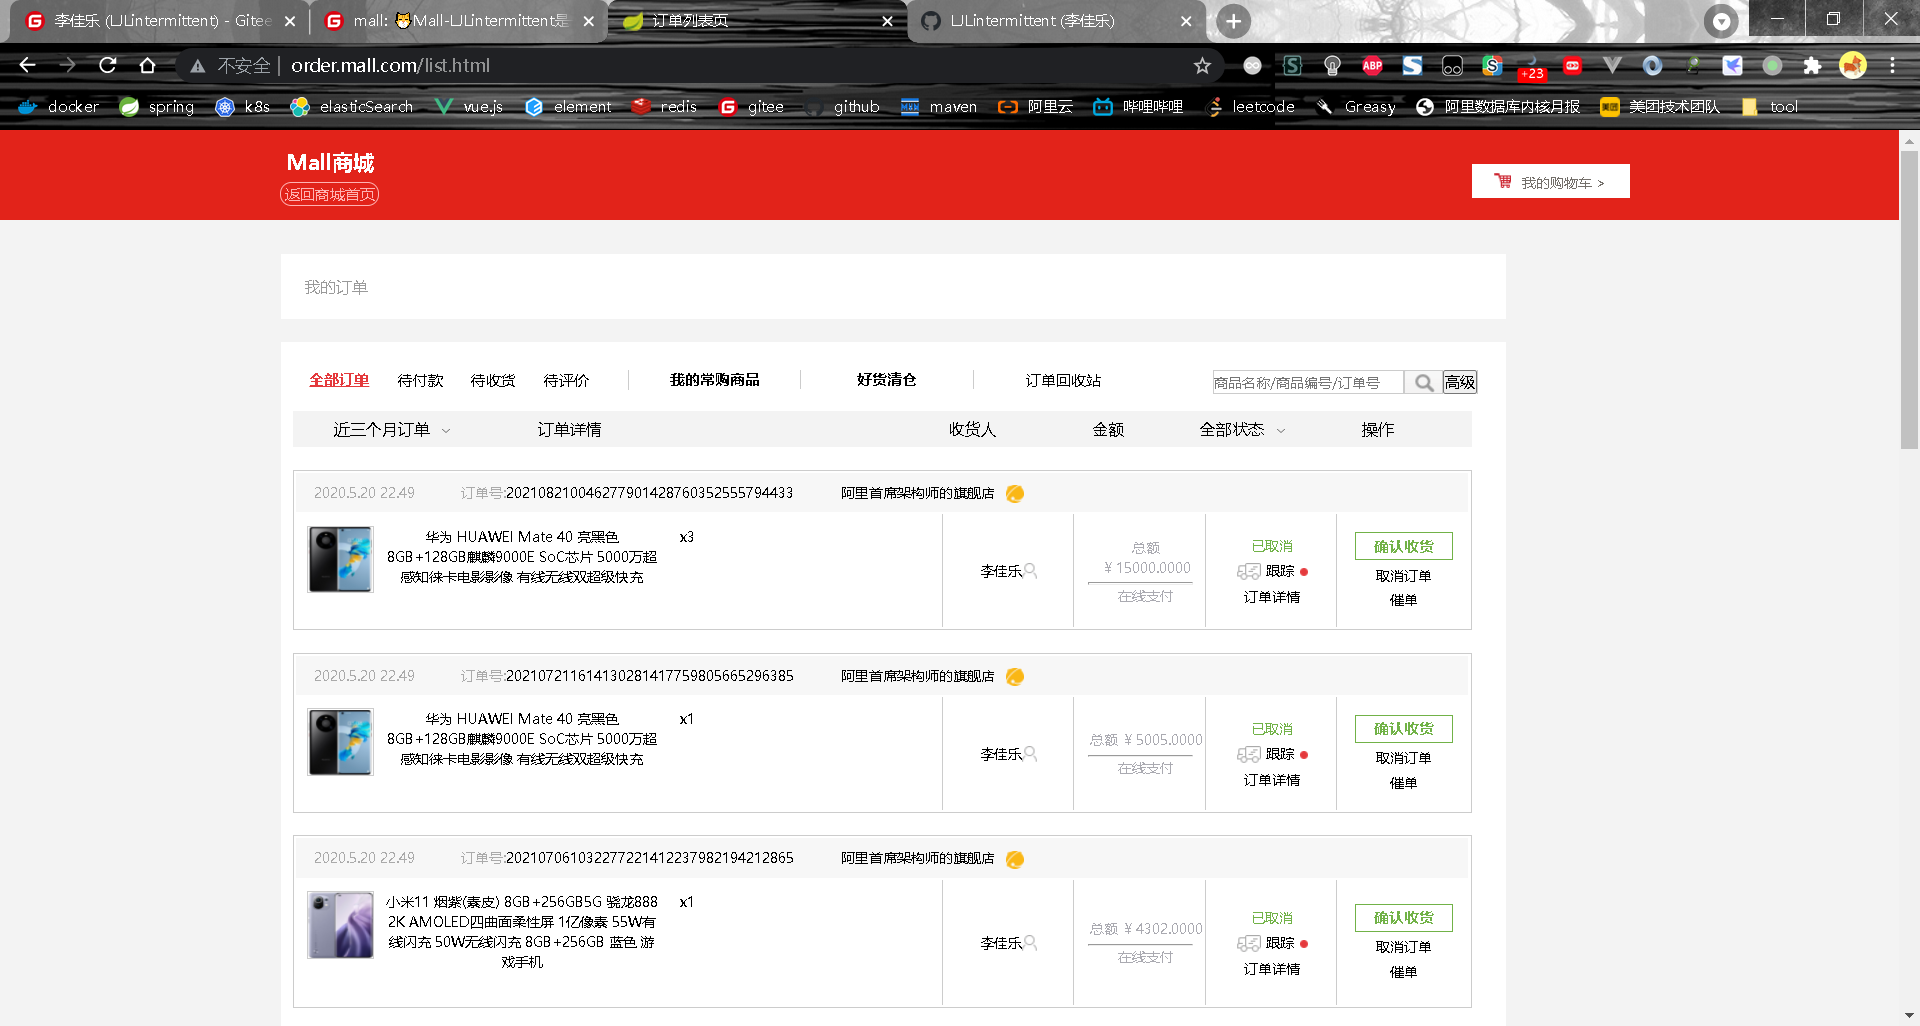 李佳乐 (LJLintermittent) - Gitee
mall: Mall-LJLintermittent是
订单列表页
LJLintermittent (李佳乐)
不安全 | order.mall.com/list.html
ABP
+23
docker spring k8s elasticSearch vue.js element redis gitee github maven 阿里云 哔哩哔哩 leetcode Greasy 阿里数据库内核月报 美团技术团队 tool
Mall商城
返回商城首页
我的购物车 >
我的订单
全部订单 待付款 待收货 待评价 我的常购商品 好货清仓 订单回收站 商品名称/商品编号/订单号 高级
近三个月订单 订单详情 收货人 金额 全部状态 操作
2020.5.20 22.49 订单号:202108210046277901428760352555794433 阿里首席架构师的旗舰店
华为 HUAWEI Mate 40 亮黑色 x3
8GB+128GB麒麟9000E SoC芯片 5000万超
感知徕卡电影影像 有线无线双超级快充
李佳乐
总额
¥ 15000.0000
在线支付
已取消
跟踪
订单详情
确认收货
取消订单
催单
2020.5.20 22.49 订单号:202107211614130281417759805665296385 阿里首席架构师的旗舰店
华为 HUAWEI Mate 40 亮黑色 x1
8GB+128GB麒麟9000E SoC芯片 5000万超
感知徕卡电影影像 有线无线双超级快充
李佳乐
总额 ¥ 5005.0000
在线支付
已取消
跟踪
订单详情
确认收货
取消订单
催单
2020.5.20 22.49 订单号:202107061032277221412237982194212865 阿里首席架构师的旗舰店
小米11 烟紫(素皮) 8GB+256GB5G 骁龙888 x1
2K AMOLED四曲面柔性屏 1亿像素 55W有
线闪充 50W无线闪充 8GB+256GB 蓝色 游
戏手机
李佳乐
总额 ¥ 4302.0000
在线支付
已取消
跟踪
订单详情
确认收货
取消订单
催单